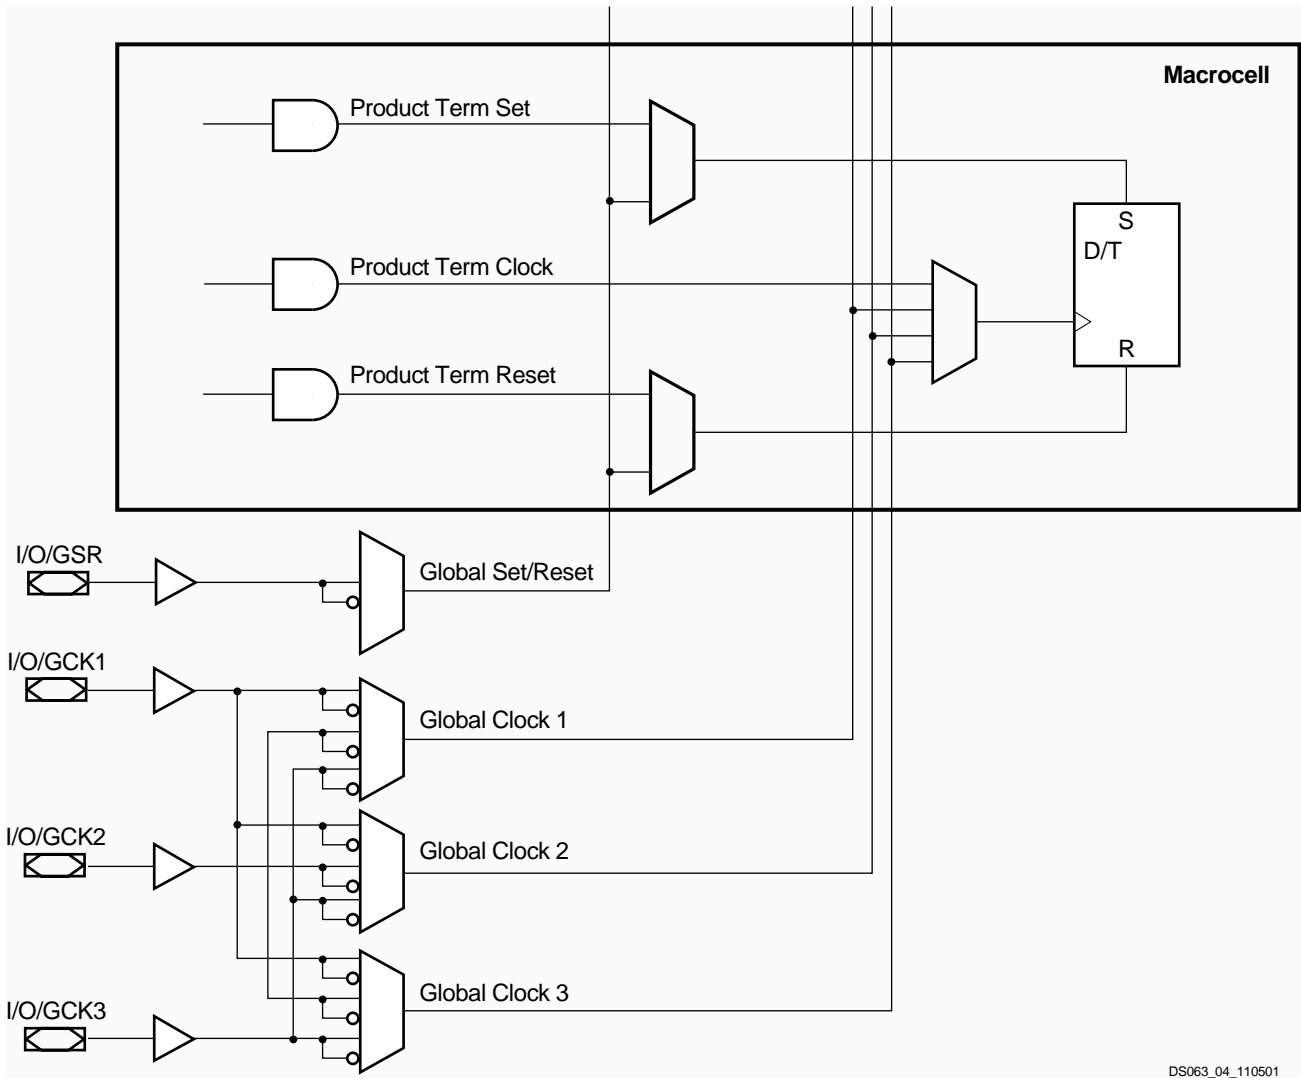 Macrocell
Product Term Set
S
D/T
Product Term Clock
R
Product Term Reset
I/O/GSR
Global Set/Reset
I/O/GCK1
Global Clock 1
I/O/GCK2
Global Clock 2
Global Clock 3
I/O/GCK3
DS063_04_110501